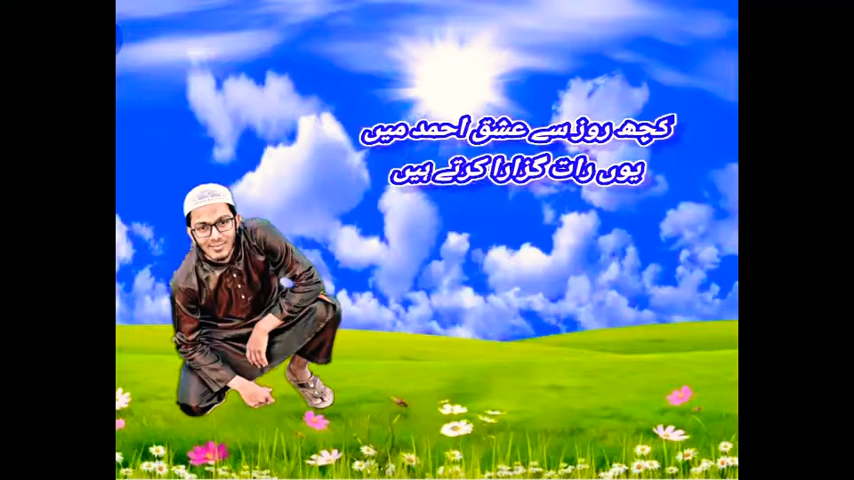 کچھ روز سے عشق احمد میں
یوں رات گزارا کرتے ہیں